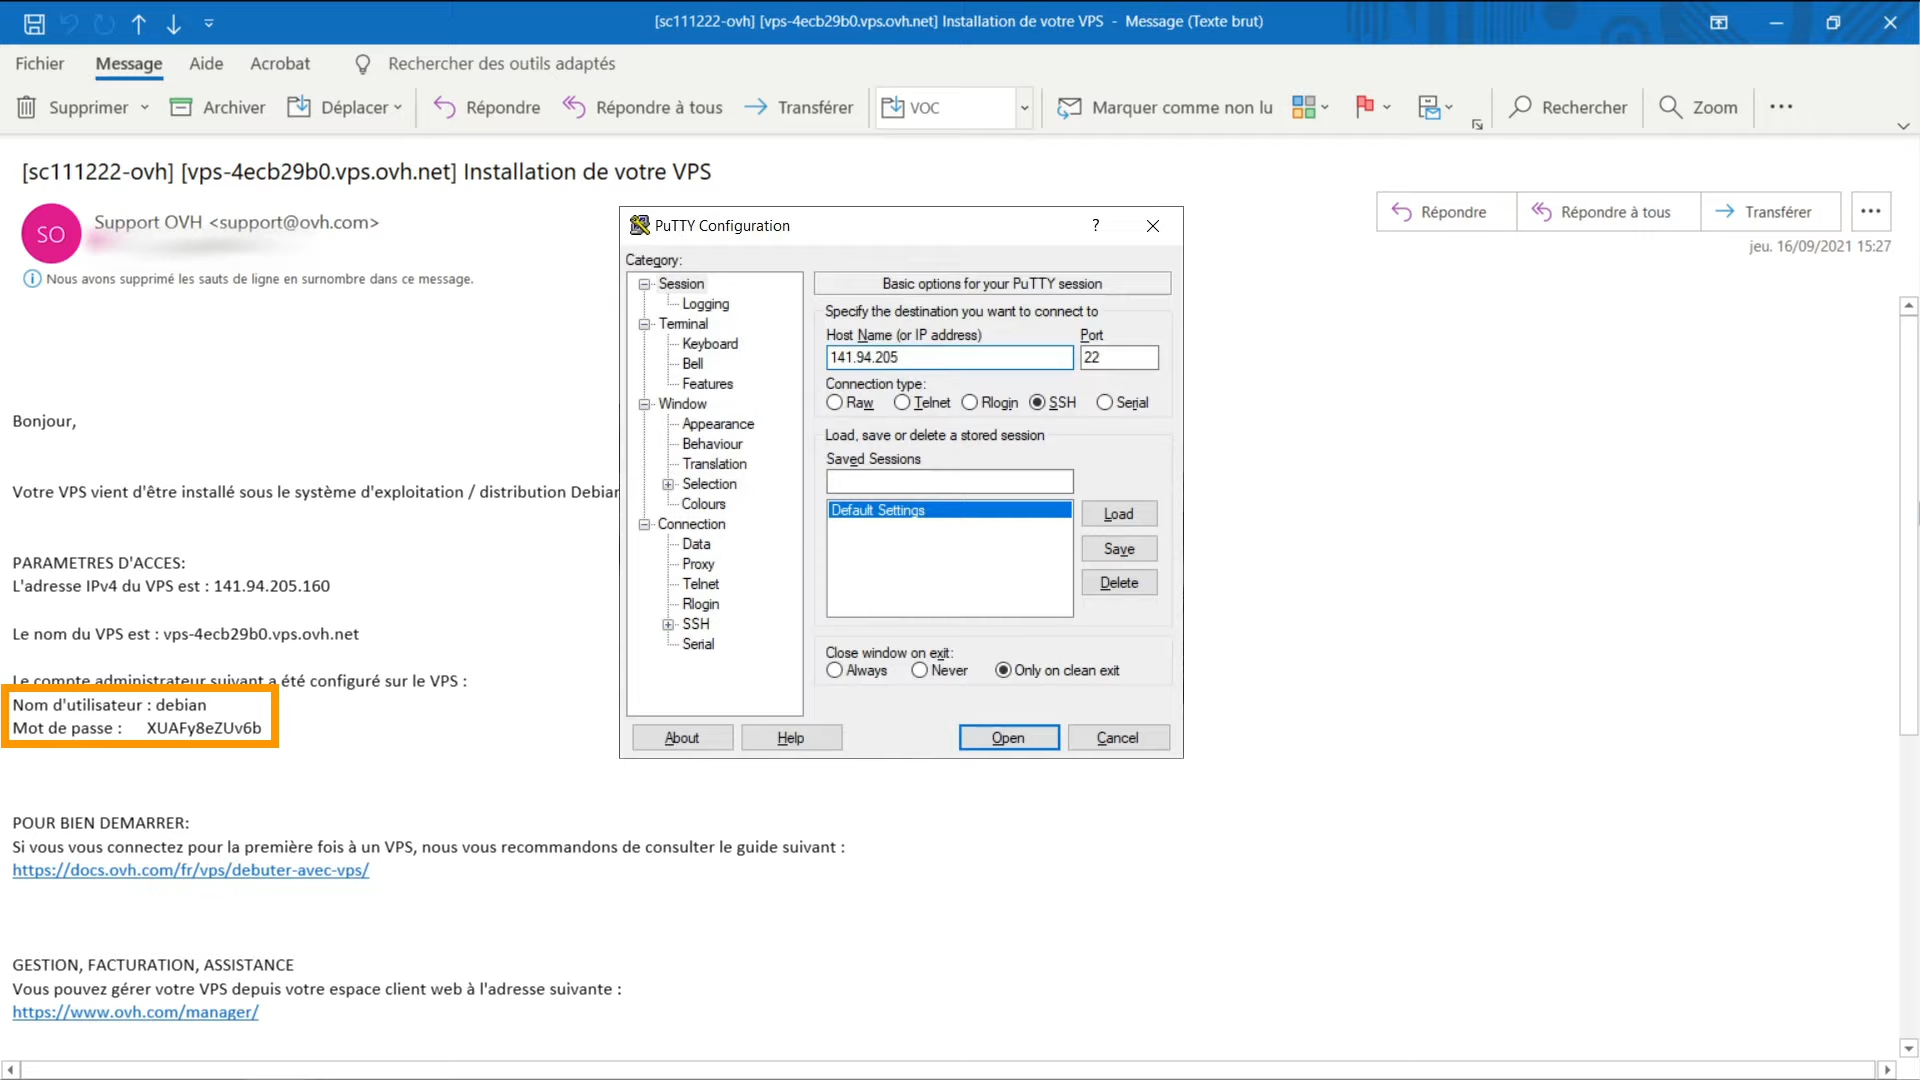 [sc111222-ovh] [vps-4ecb29b0.vps.ovh.net] Installation de votre VPS - Message (Texte brut)
Fichier Message Aide Acrobat Rechercher des outils adaptés
Supprimer Archiver Déplacer Répondre Répondre à tous Transférer VOC Marquer comme non lu Rechercher Zoom
[sc111222-ovh] [vps-4ecb29b0.vps.ovh.net] Installation de votre VPS
SO
Support OVH <support@ovh.com>
Répondre Répondre à tous Transférer
jeu. 16/09/2021 15:27
Nous avons supprimé les sauts de ligne en surnombre dans ce message.
Bonjour,
Votre VPS vient d'être installé sous le système d'exploitation / distribution Debian
PARAMETRES D'ACCES:
L'adresse IPv4 du VPS est : 141.94.205.160
Le nom du VPS est : vps-4ecb29b0.vps.ovh.net
Le compte administrateur suivant a été configuré sur le VPS :
Nom d'utilisateur : debian
Mot de passe : XUAFy8eZUv6b
POUR BIEN DEMARRER:
Si vous vous connectez pour la première fois à un VPS, nous vous recommandons de consulter le guide suivant :
https://docs.ovh.com/fr/vps/debuter-avec-vps/
GESTION, FACTURATION, ASSISTANCE
Vous pouvez gérer votre VPS depuis votre espace client web à l'adresse suivante :
https://www.ovh.com/manager/
PuTTY Configuration
?
Category:
Session
Logging
Terminal
Keyboard
Bell
Features
Window
Appearance
Behaviour
Translation
Selection
Colours
Connection
Data
Proxy
Telnet
Rlogin
SSH
Serial
Basic options for your PuTTY session
Specify the destination you want to connect to
Host Name (or IP address) Port
141.94.205 22
Connection type:
Raw Telnet Rlogin SSH Serial
Load, save or delete a stored session
Saved Sessions
Default Settings
Load
Save
Delete
Close window on exit:
Always Never Only on clean exit
About Help Open Cancel